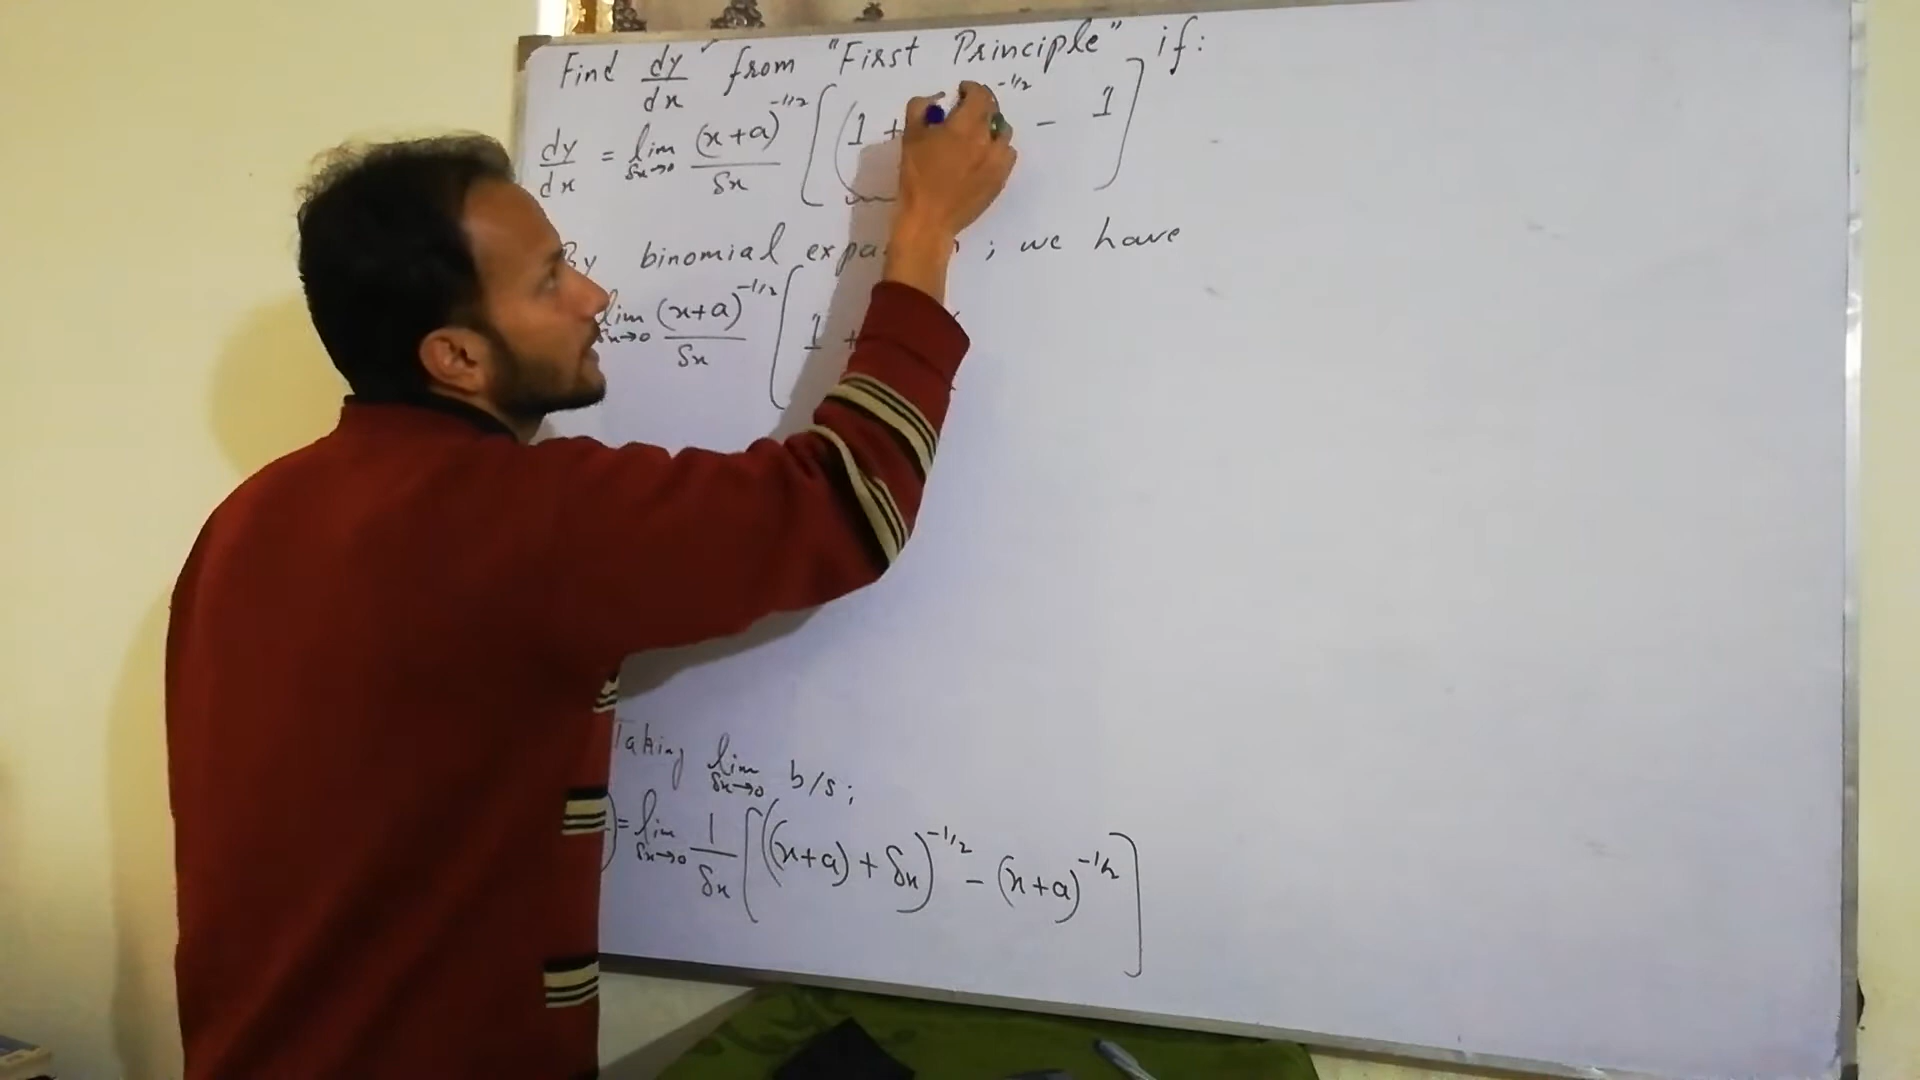 Find dy/dx from "First Principle" if:
dy/dx = lim δx→0 (x+a)^-1/2 / δx [(1 + )^-1/2 - 1]
By binomial ; we have
lim δx→0 (x+a)^-1/2 / δx [1 +
Taking lim δx→0 b/s;
= lim δx→0 1/δx [((x+a) + δx)^-1/2 - (x+a)^-1/2]